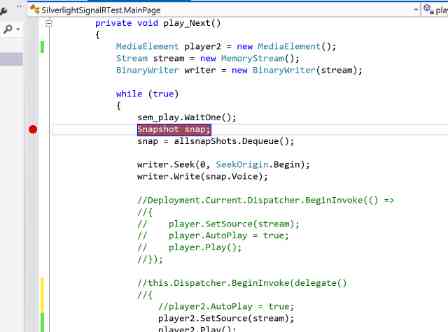 SilverlightSignalRTest.MainPage
private void play_Next()
{
MediaElement player2 = new MediaElement();
Stream stream = new MemoryStream();
BinaryWriter writer = new BinaryWriter(stream);
while (true)
{
sem_play.WaitOne();
Snapshot snap;
snap = allsnapShots.Dequeue();
writer.Seek(0, SeekOrigin.Begin);
writer.Write(snap.Voice);
//Deployment.Current.Dispatcher.BeginInvoke(() =>
//{
// player.SetSource(stream);
// player.AutoPlay = true;
// player.Play();
//});
//this.Dispatcher.BeginInvoke(delegate()
//{
//player2.AutoPlay = true;
player2.SetSource(stream);
player2.Play();